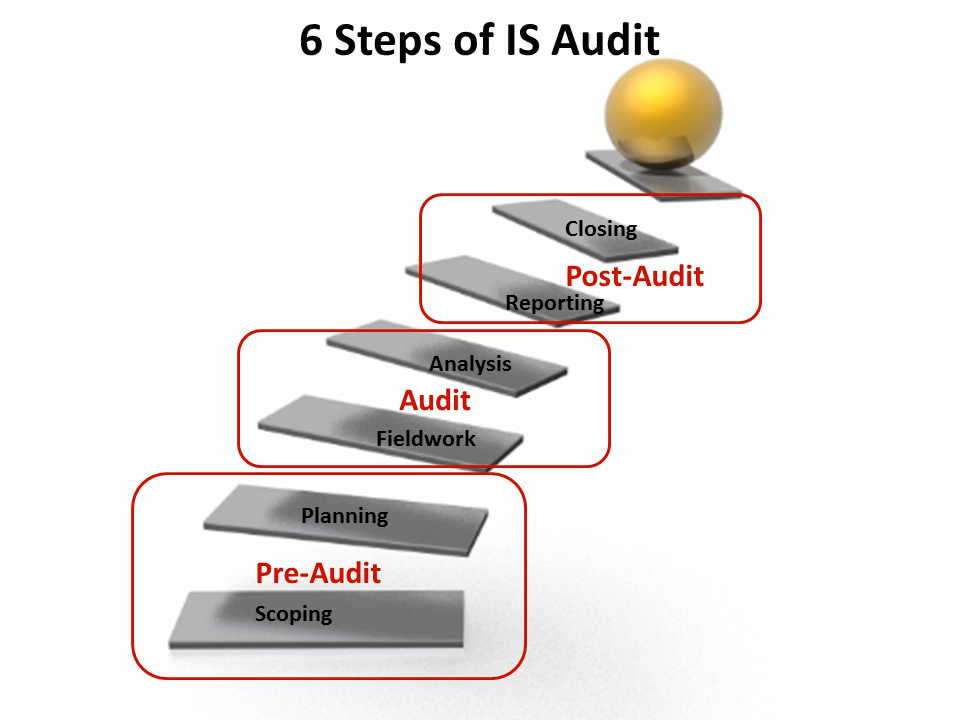 6 Steps of IS Audit
Closing
Post-Audit
Reporting
Analysis
Audit
Fieldwork
Planning
Pre-Audit
Scoping